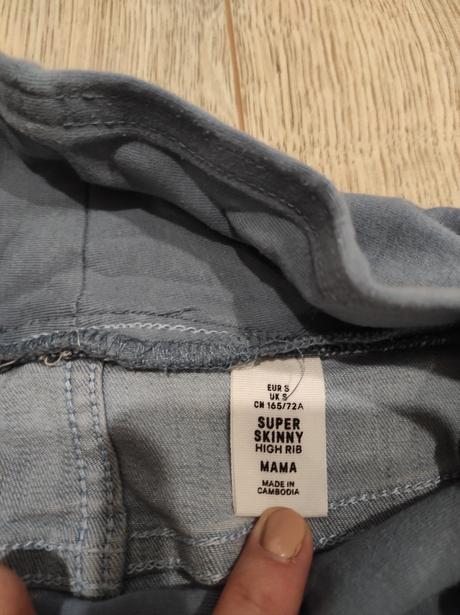 EUR S
UK S
CN 165/72A
SUPER
SKINNY
HIGH RIB
MAMA
MADE IN
CAMBODIA